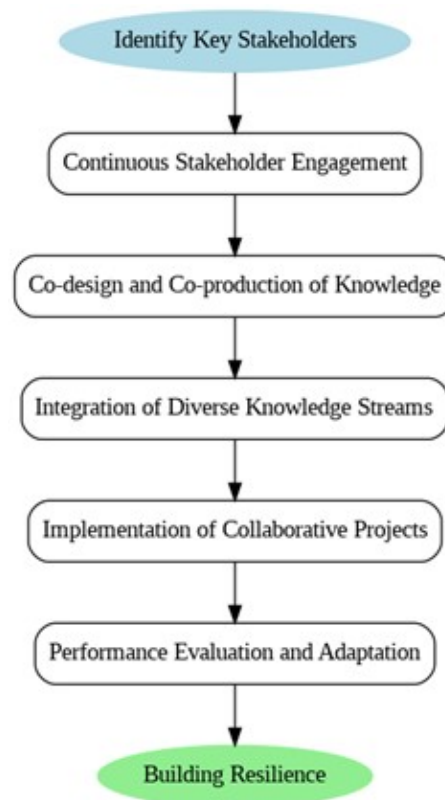 Identify Key Stakeholders
Continuous Stakeholder Engagement
Co-design and Co-production of Knowledge
Integration of Diverse Knowledge Streams
Implementation of Collaborative Projects
Performance Evaluation and Adaptation
Building Resilience